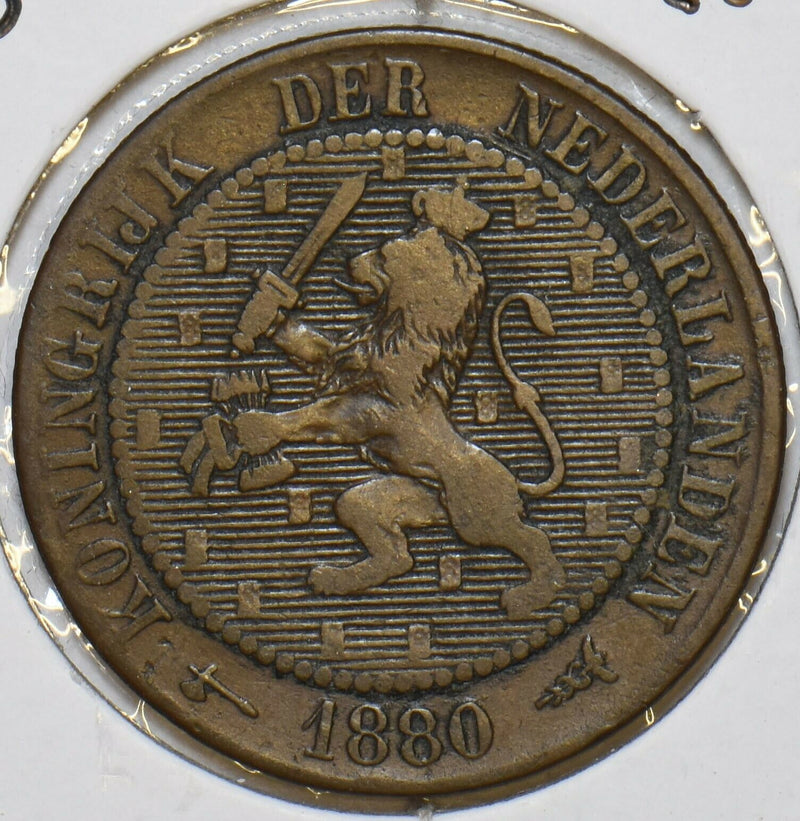 KONINGRIJK DER NEDERLANDEN
1880